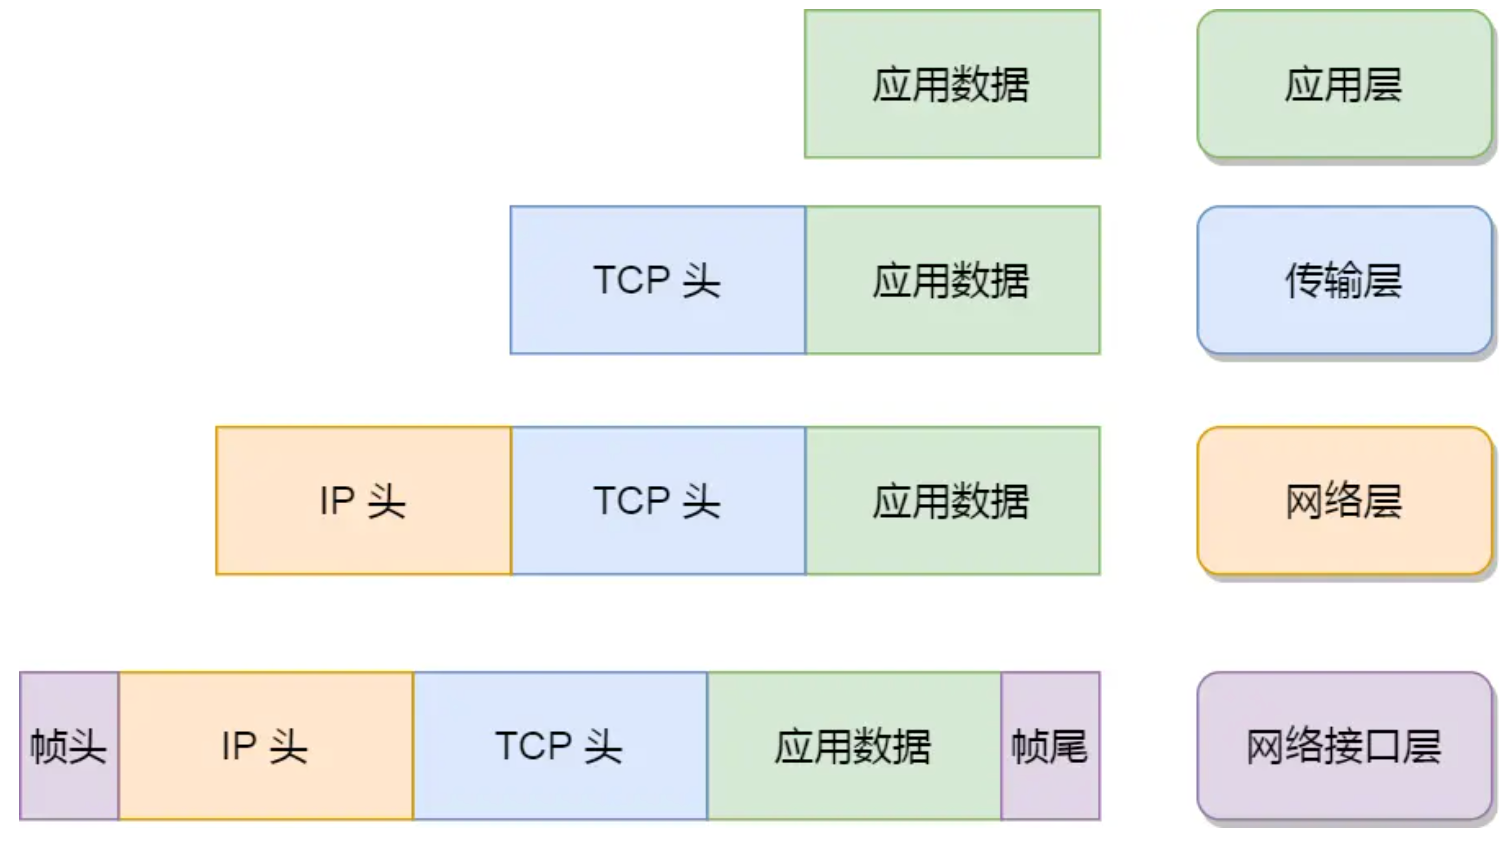 应用数据 应用层
TCP 头 应用数据 传输层
IP 头 TCP 头 应用数据 网络层
帧头 IP 头 TCP 头 应用数据 帧尾 网络接口层